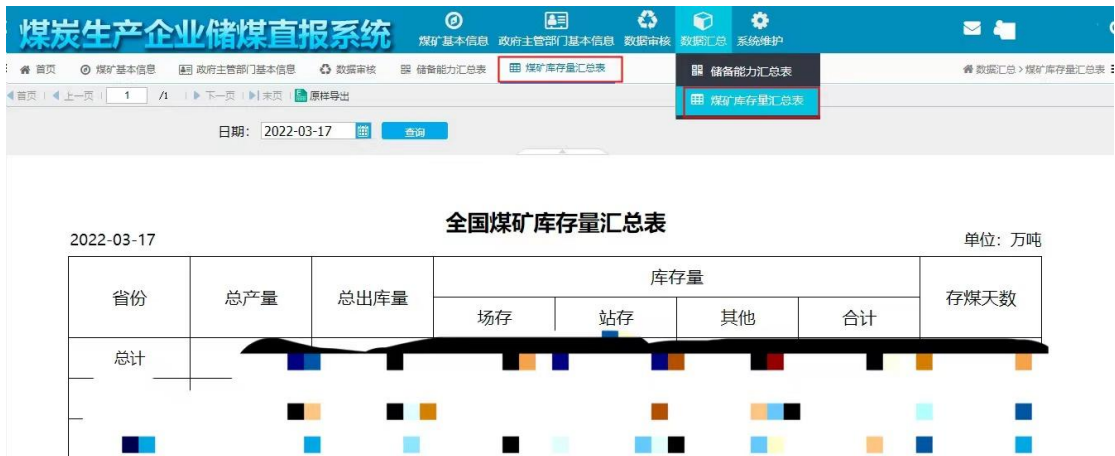 煤炭生产企业储煤直报系统
煤矿基本信息 政府主管部门基本信息 数据审核 数据汇总 系统维护
首页 煤矿基本信息 政府主管部门基本信息 数据审核 储备能力汇总表 煤矿库存量汇总表
储备能力汇总表
煤矿库存量汇总表
数据汇总 > 煤矿库存量汇总表
首页 上一页 1 /1 下一页 末页 原样导出
日期: 2022-03-17 查询
全国煤矿库存量汇总表
2022-03-17 单位: 万吨
省份 总产量 总出库量 库存量 存煤天数
场存 站存 其他 合计
总计